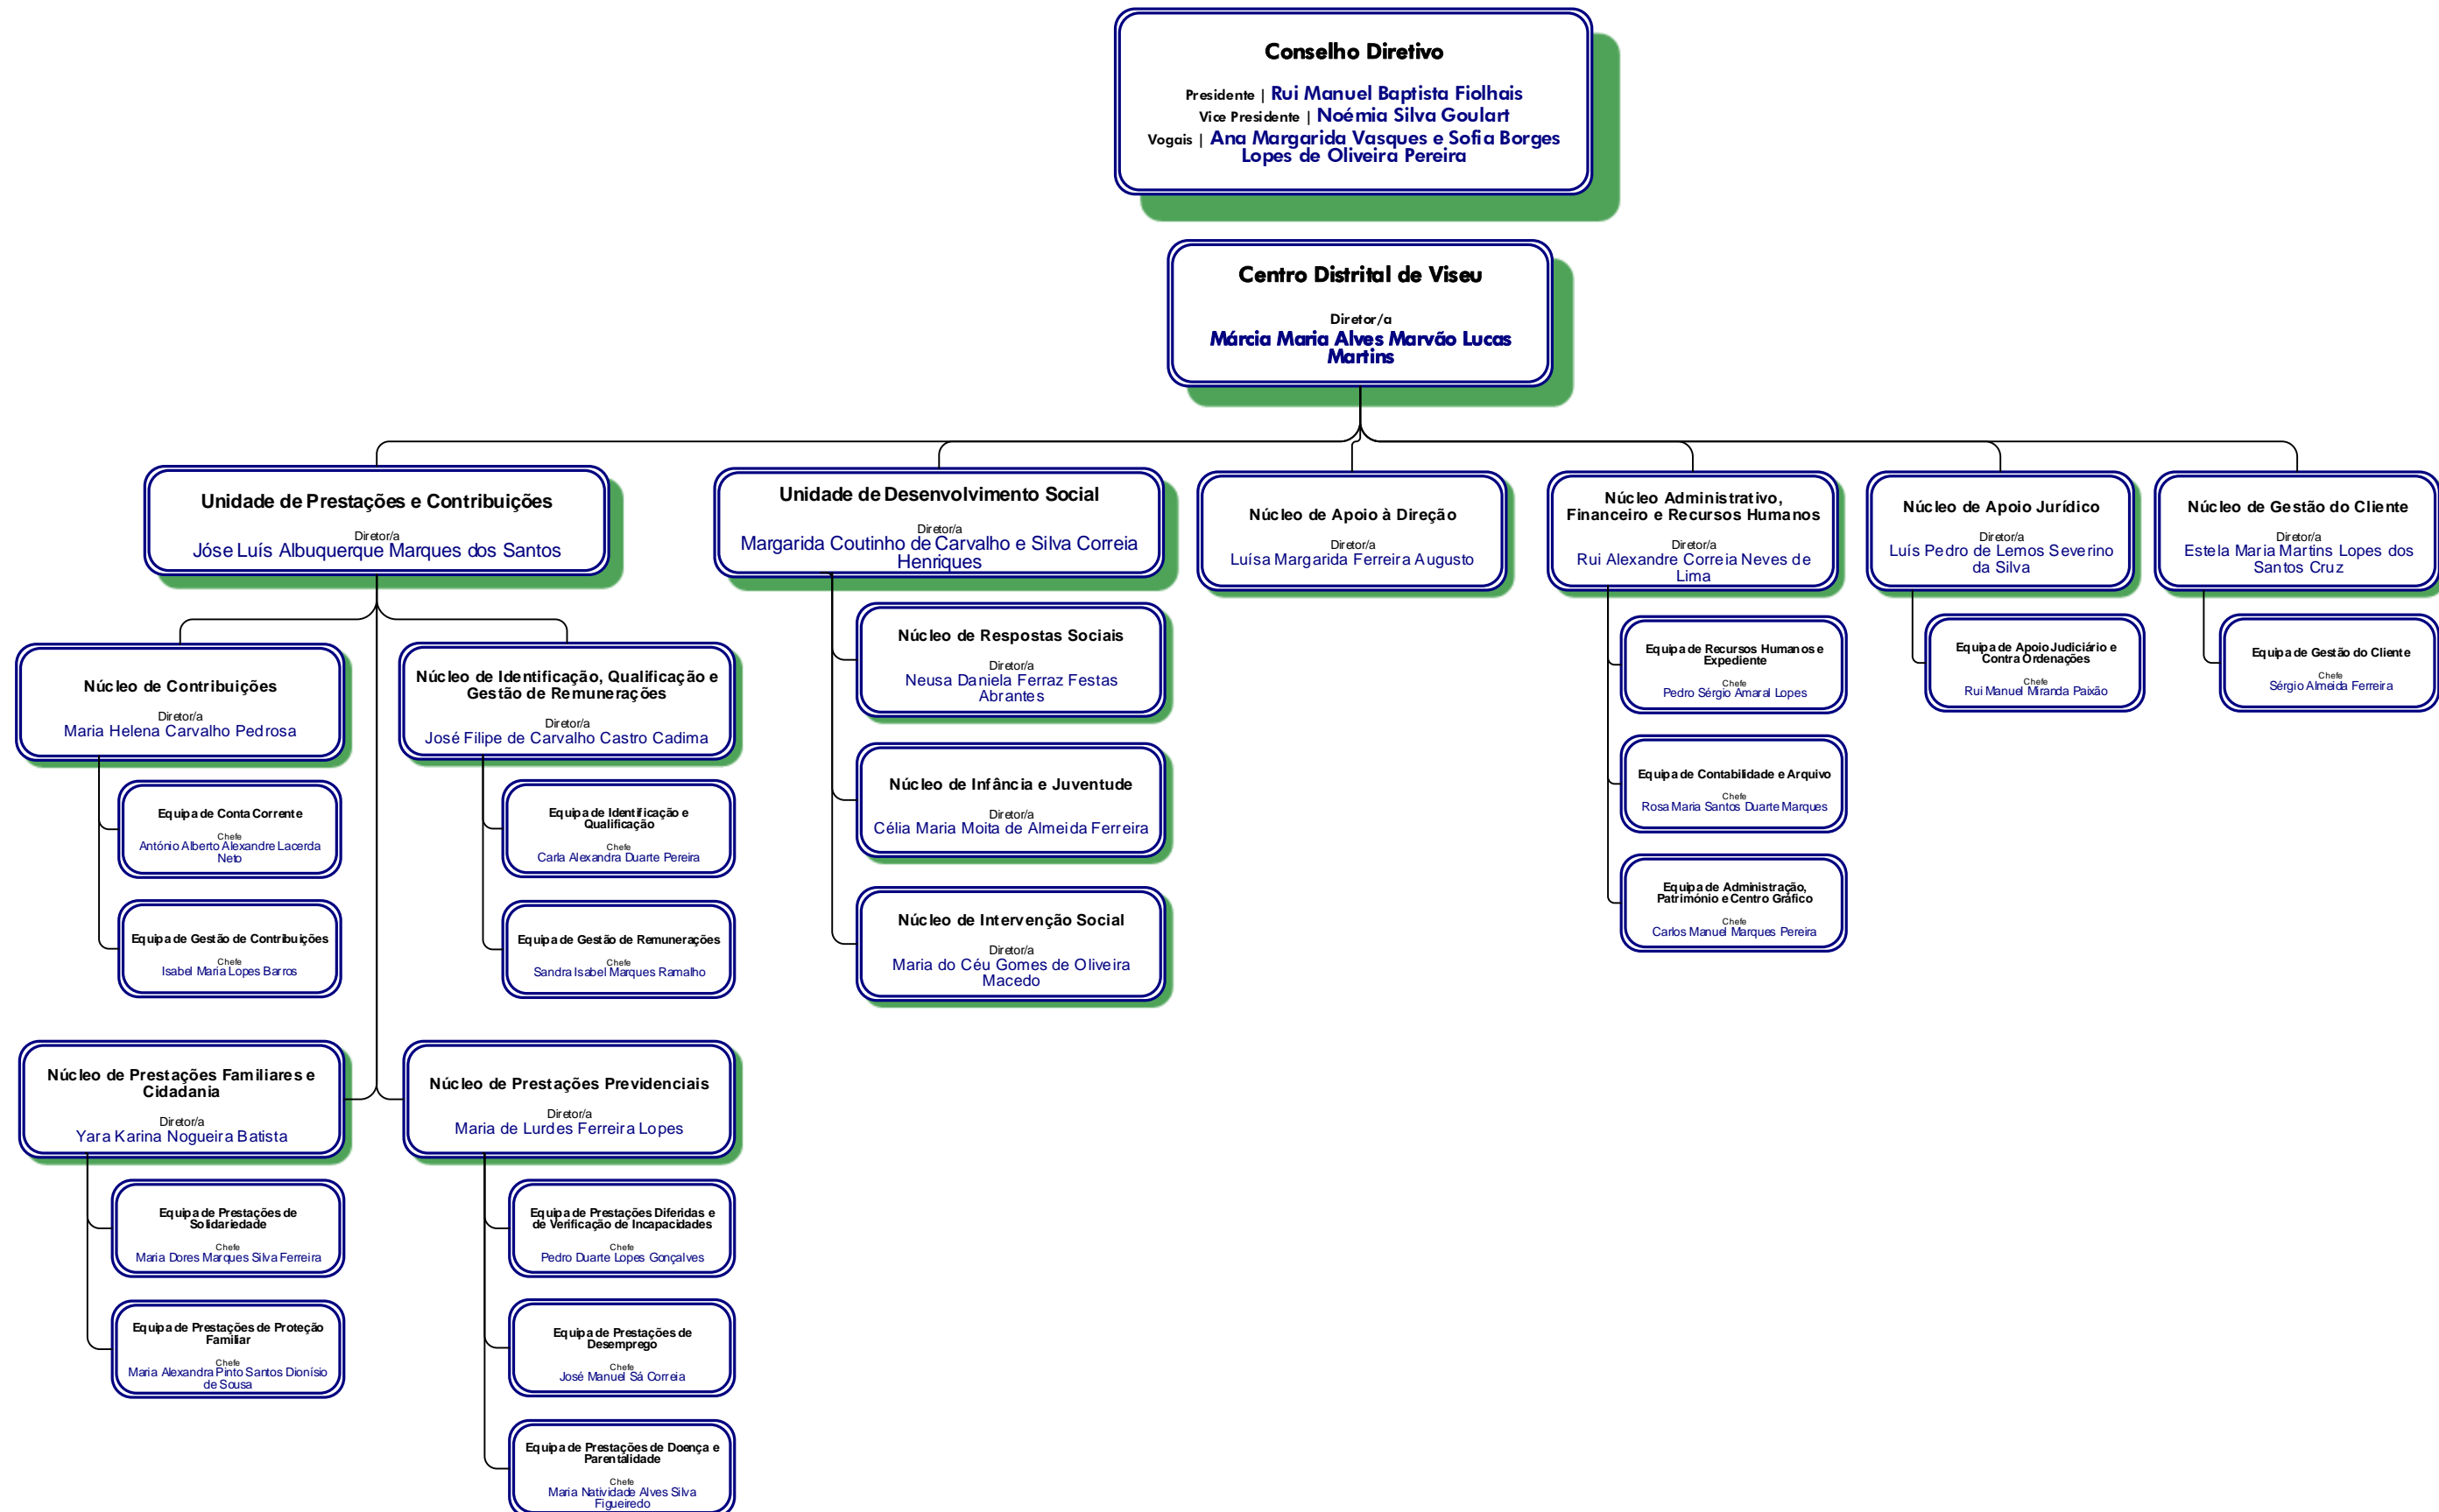 Conselho Diretivo
Presidente | Rui Manuel Baptista Fiolhais
Vice Presidente | Noémia Silva Goulart
Vogais | Ana Margarida Vasques e Sofia Borges
Lopes de Oliveira Pereira
Centro Distrital de Viseu
Diretor/a
Márcia Maria Alves Marvão Lucas
Martins
Unidade de Prestações e Contribuições
Diretor/a
Jóse Luís Albuquerque Marques dos Santos
Unidade de Desenvolvimento Social
Diretor/a
Margarida Coutinho de Carvalho e Silva Correia
Henriques
Núcleo de Apoio à Direção
Diretor/a
Luísa Margarida Ferreira Augusto
Núcleo Administrativo,
Financeiro e Recursos Humanos
Diretor/a
Rui Alexandre Correia Neves de
Lima
Núcleo de Apoio Jurídico
Diretor/a
Luís Pedro de Lemos Severino
da Silva
Núcleo de Gestão do Cliente
Diretor/a
Estela Maria Martins Lopes dos
Santos Cruz
Núcleo de Contribuições
Diretor/a
Maria Helena Carvalho Pedrosa
Equipa de Conta Corrente
Chefe
António Alberto Alexandre Lacerda
Neto
Equipa de Gestão de Contribuições
Chefe
Isabel Maria Lopes Barros
Núcleo de Identificação, Qualificação e
Gestão de Remunerações
Diretor/a
José Filipe de Carvalho Castro Cadima
Equipa de Identificação e
Qualificação
Chefe
Carla Alexandra Duarte Pereira
Equipa de Gestão de Remunerações
Chefe
Sandra Isabel Marques Ramalho
Núcleo de Respostas Sociais
Diretor/a
Neusa Daniela Ferraz Festas
Abrantes
Núcleo de Infância e Juventude
Diretor/a
Célia Maria Moita de Almeida Ferreira
Núcleo de Intervenção Social
Diretor/a
Maria do Céu Gomes de Oliveira
Macedo
Equipa de Recursos Humanos e
Expediente
Chefe
Pedro Sérgio Amaral Lopes
Equipa de Contabilidade e Arquivo
Chefe
Rosa Maria Santos Duarte Marques
Equipa de Administração,
Património e Centro Gráfico
Chefe
Carlos Manuel Marques Pereira
Equipa de Apoio Judiciário e
Contra Ordenações
Chefe
Rui Manuel Miranda Paixão
Equipa de Gestão do Cliente
Chefe
Sérgio Almeida Ferreira
Núcleo de Prestações Familiares e
Cidadania
Diretor/a
Yara Karina Nogueira Batista
Equipa de Prestações de
Solidariedade
Chefe
Maria Dores Marques Silva Ferreira
Equipa de Prestações de Proteção
Familiar
Chefe
Maria Alexandra Pinto Santos Dionísio
de Sousa
Núcleo de Prestações Previdenciais
Diretor/a
Maria de Lurdes Ferreira Lopes
Equipa de Prestações Diferidas e
de Verificação de Incapacidades
Chefe
Pedro Duarte Lopes Gonçalves
Equipa de Prestações de
Desemprego
Chefe
José Manuel Sá Correia
Equipa de Prestações de Doença e
Parentalidade
Chefe
Maria Natividade Alves Silva
Figueiredo